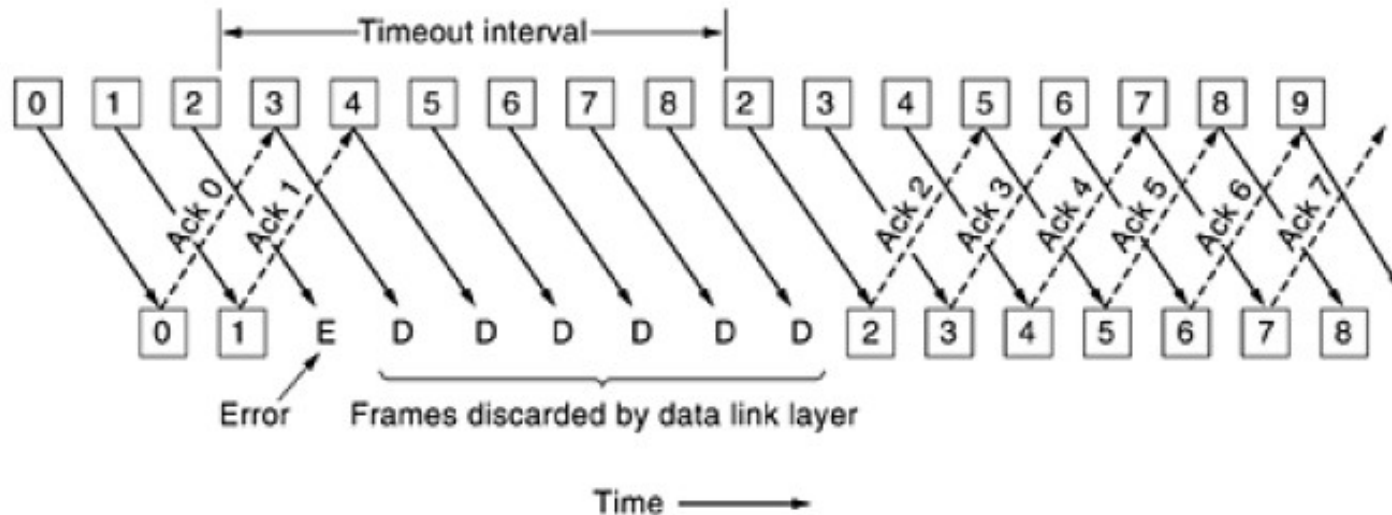 Timeout interval
0 1 2 3 4 5 6 7 8 2 3 4 5 6 7 8 9
Ack 0 Ack 1 Ack 2 Ack 3 Ack 4 Ack 5 Ack 6 Ack 7
0 1 E D D D D D D 2 3 4 5 6 7 8
Error Frames discarded by data link layer
Time